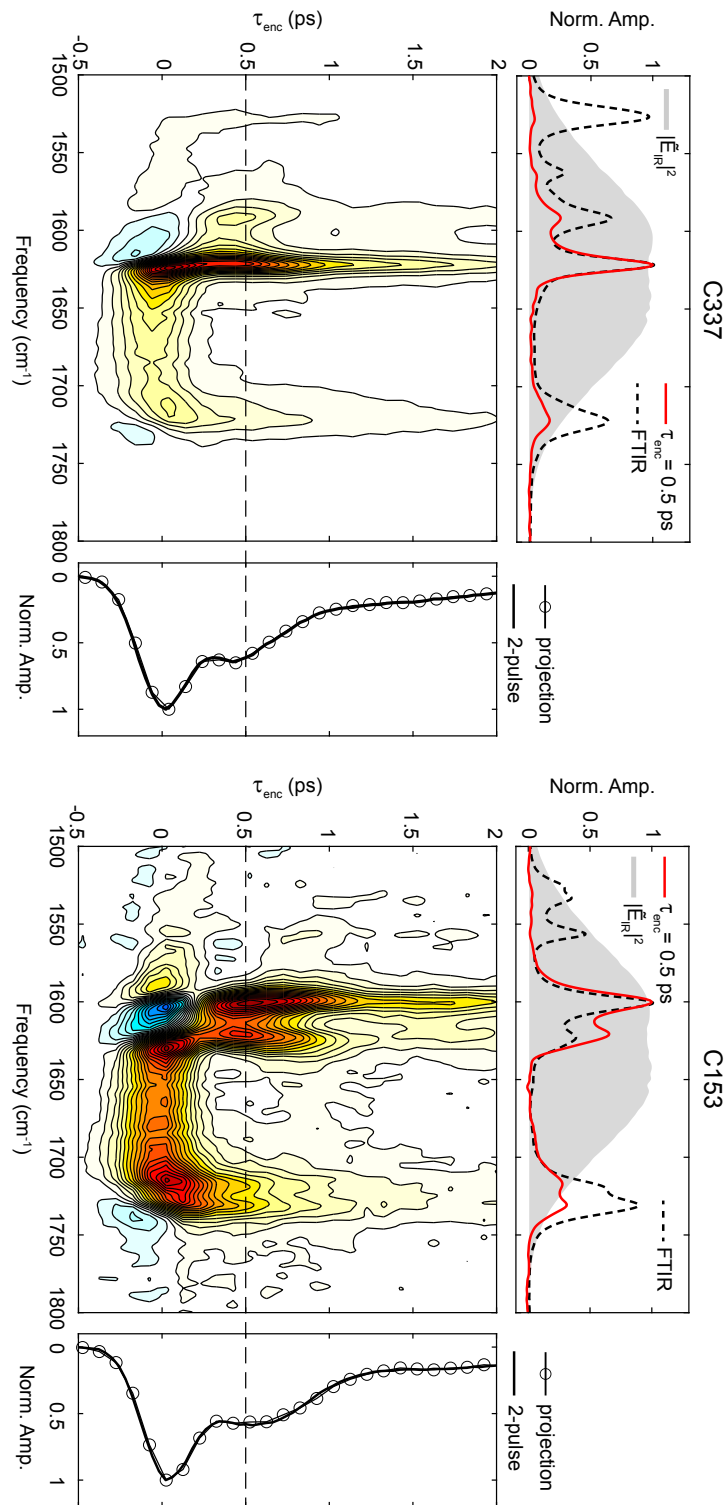 C337
Norm. Amp.
1
0.5
0
|Ẽ_IR|²
τ_enc = 0.5 ps
FTIR
projection
2-pulse
τ_enc (ps)
2
1.5
1
0.5
0
-0.5
1500 1550 1600 1650 1700 1750 1800
Frequency (cm⁻¹)
0 0.5 1
Norm. Amp.
C153
Norm. Amp.
1
0.5
0
τ_enc = 0.5 ps
|Ẽ_IR|²
FTIR
projection
2-pulse
τ_enc (ps)
2
1.5
1
0.5
0
-0.5
1500 1550 1600 1650 1700 1750 1800
Frequency (cm⁻¹)
0 0.5 1
Norm. Amp.